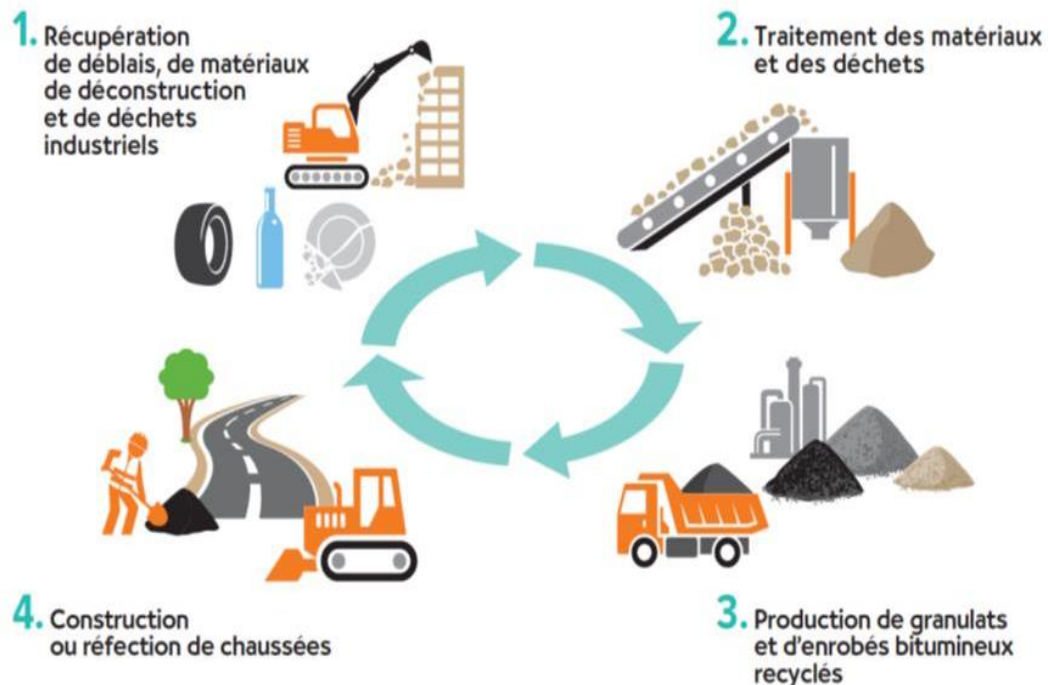 1. Récupération
de déblais, de matériaux
de déconstruction
et de déchets
industriels
2. Traitement des matériaux
et des déchets
3. Production de granulats
et d'enrobés bitumineux
recyclés
4. Construction
ou réfection de chaussées